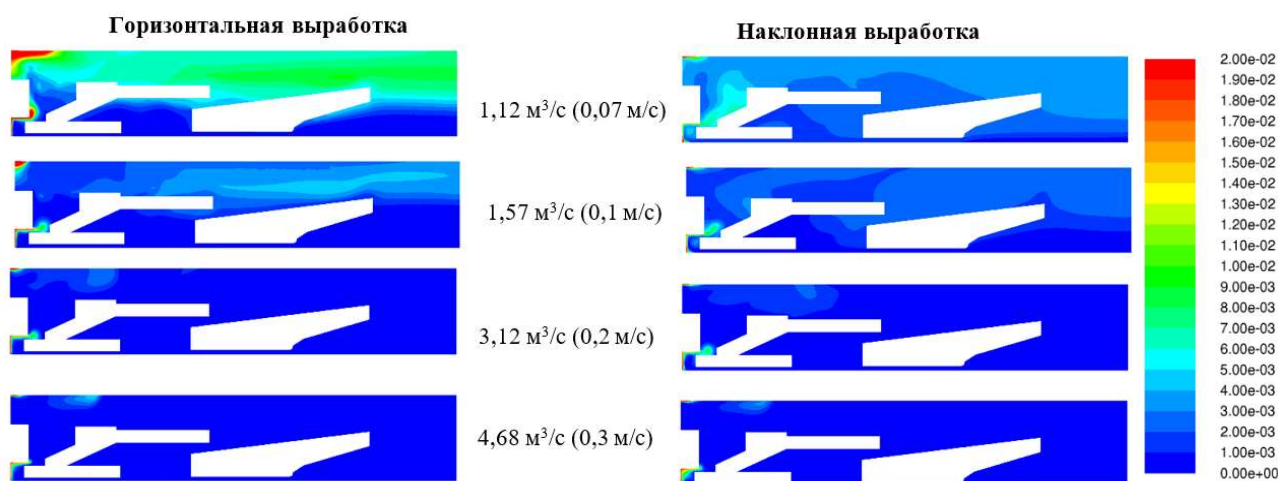 Горизонтальная выработка
Наклонная выработка
1,12 м³/с (0,07 м/с)
1,57 м³/с (0,1 м/с)
3,12 м³/с (0,2 м/с)
4,68 м³/с (0,3 м/с)
2.00e-02
1.90e-02
1.80e-02
1.70e-02
1.60e-02
1.50e-02
1.40e-02
1.30e-02
1.20e-02
1.10e-02
1.00e-02
9.00e-03
8.00e-03
7.00e-03
6.00e-03
5.00e-03
4.00e-03
3.00e-03
2.00e-03
1.00e-03
0.00e+00